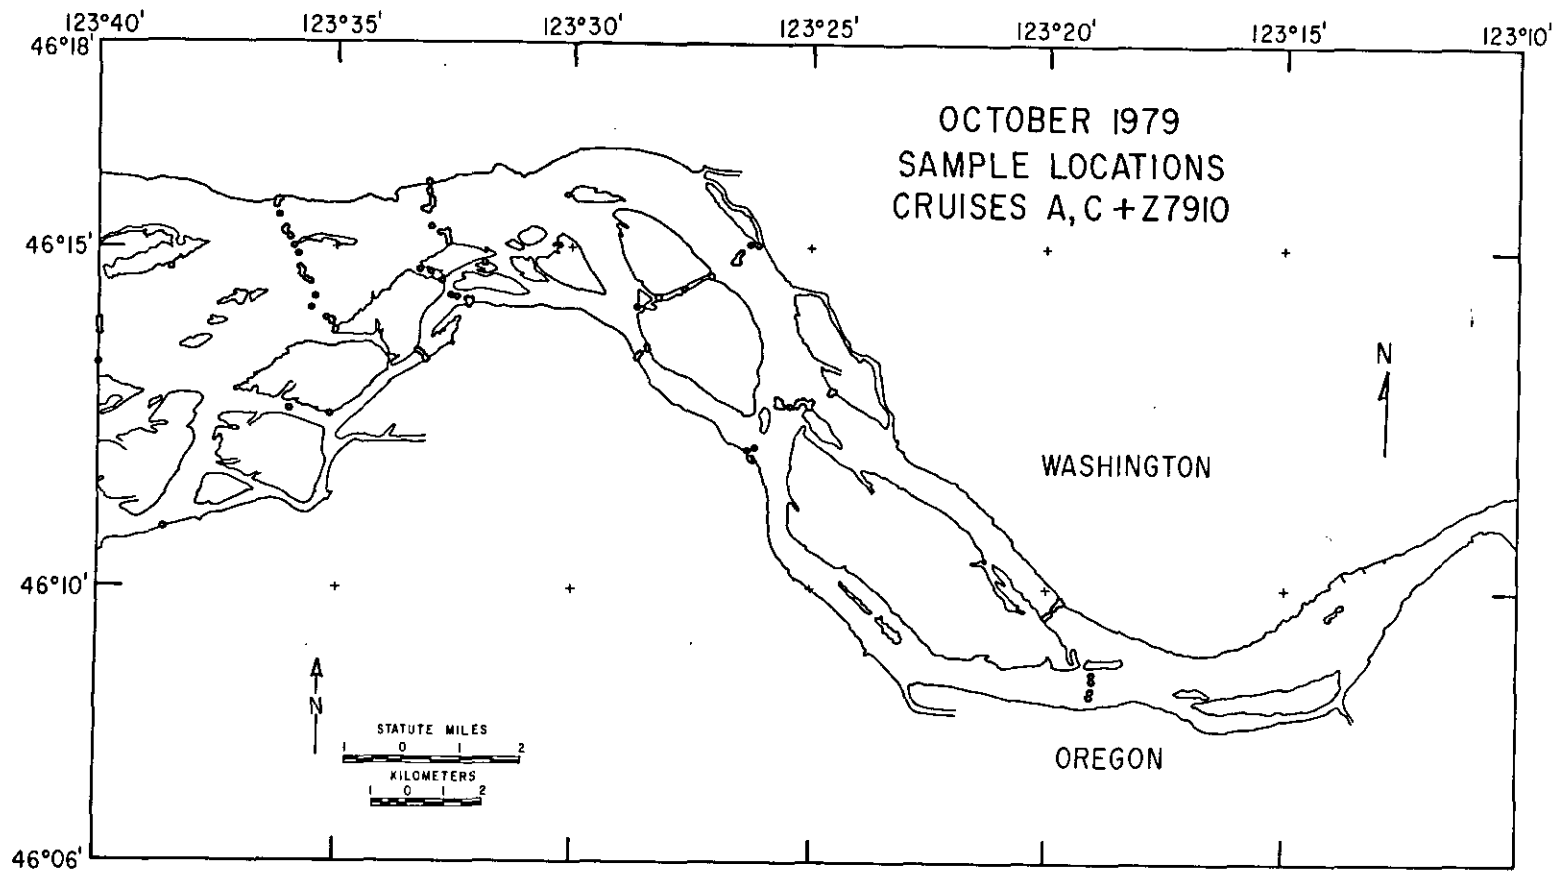 123°40' 123°35' 123°30' 123°25' 123°20' 123°15' 123°10'
46°18'
OCTOBER 1979
SAMPLE LOCATIONS
CRUISES A, C + Z7910
46°15'
N
WASHINGTON
46°10'
N
STATUTE MILES
1 0 1 2
KILOMETERS
1 0 1 2
OREGON
46°06'